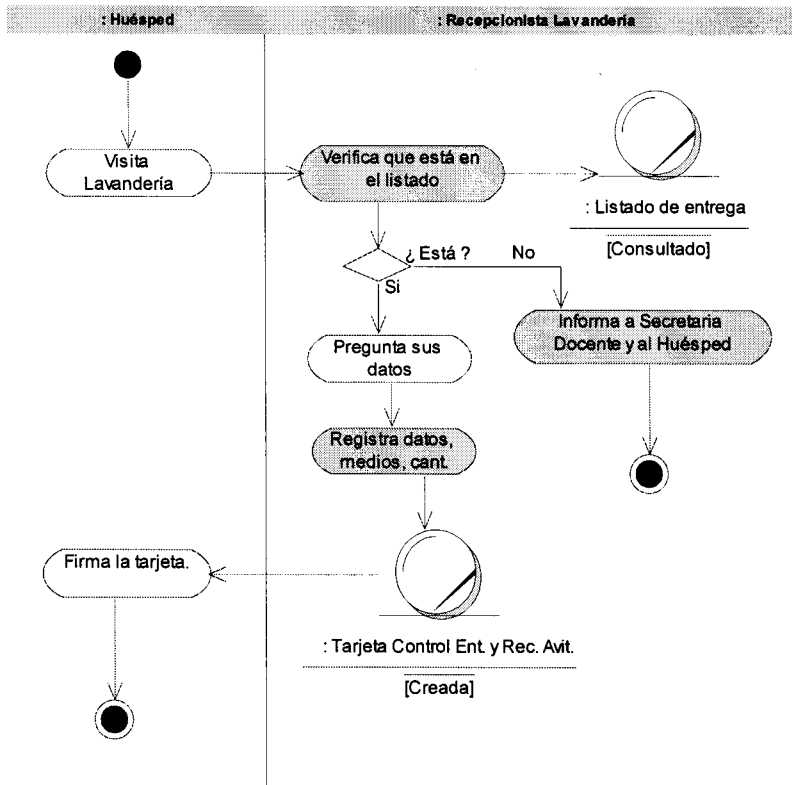 : Huésped
: Recepcionista Lavandería
Visita
Lavandería
Verifica que está en
el listado
: Listado de entrega
[Consultado]
¿ Está ?
No
Si
Informa a Secretaria
Docente y al Huésped
Pregunta sus
datos
Registra datos,
medios, cant.
Firma la tarjeta.
: Tarjeta Control Ent. y Rec. Avit.
[Creada]